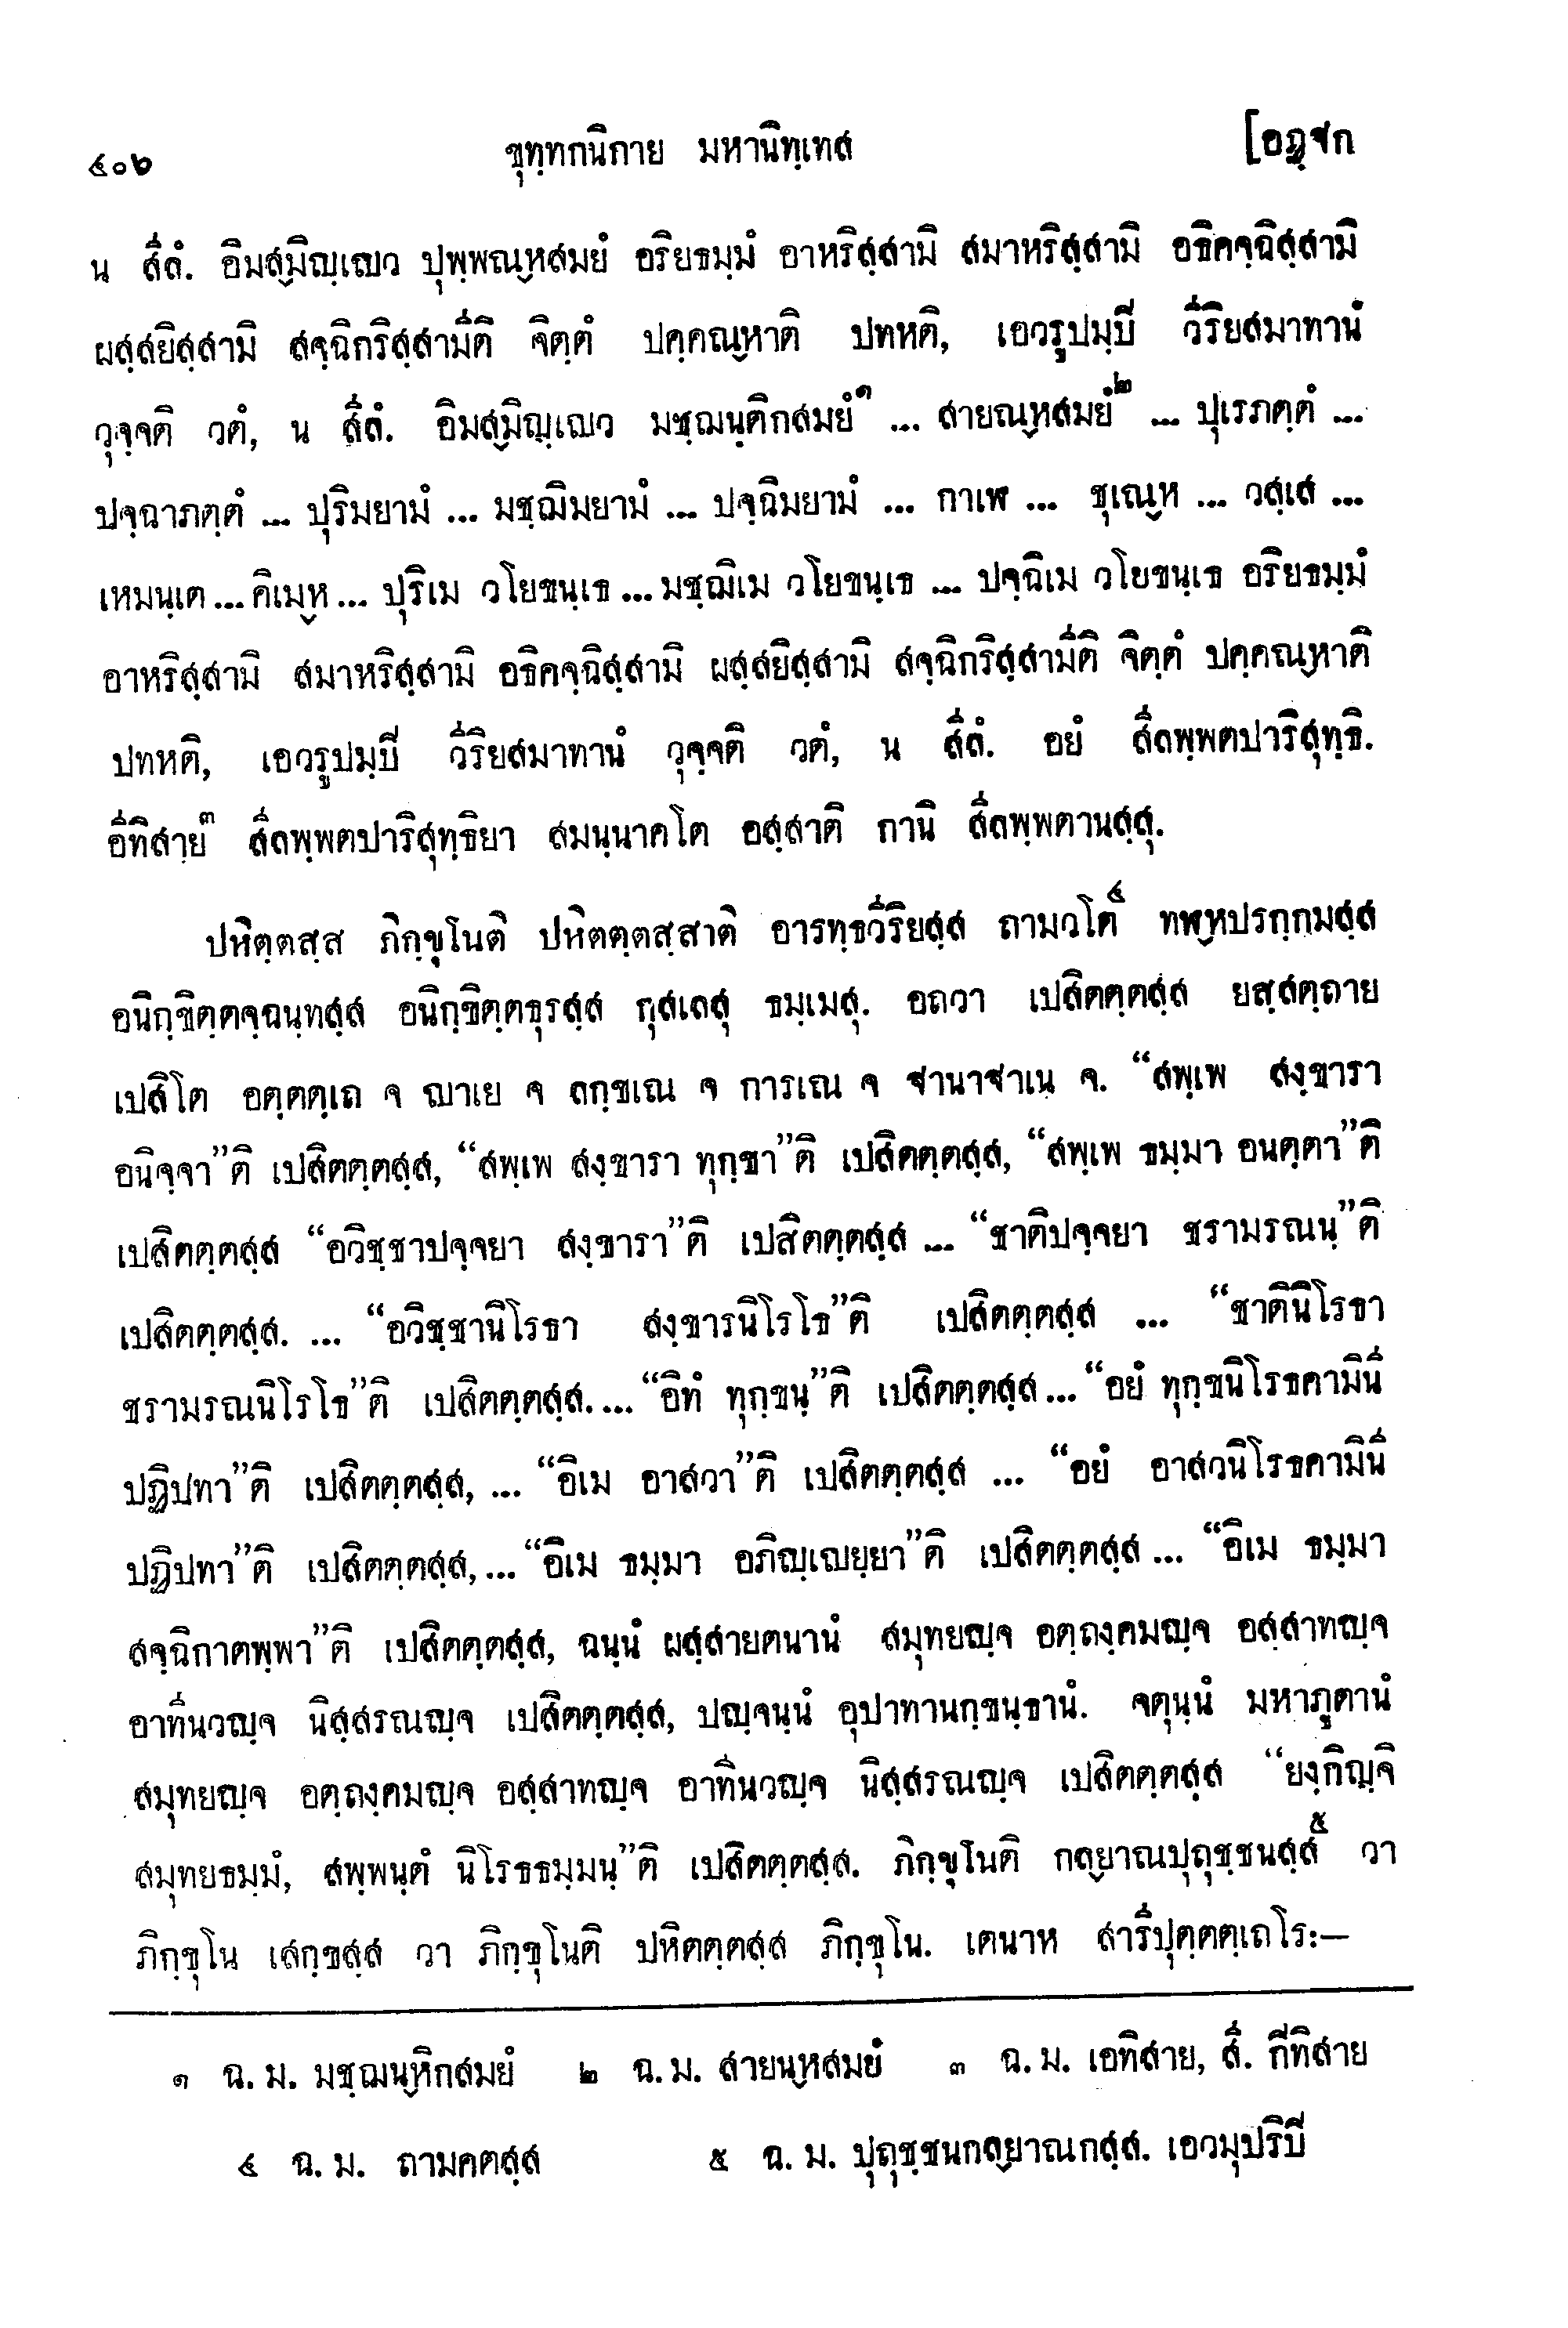 ๔๐๖ ขุทฺทกนิกาย มหานิทฺเทส [อฏฺฐก
น สีลํ. อิมสฺมิญฺเญว ปุพฺพณฺหสมยํ อริยธมฺมํ อาหริสฺสามิ สมาหริสฺสามิ อธิคจฺฉิสฺสามิ
ผสฺสยิสฺสามิ สจฺฉิกริสฺสามีติ จิตฺตํ ปคฺคณฺหาติ ปทหติ, เอวรูปมฺปิ วีริยสมาทานํ
วุจฺจติ วตํ, น สีลํ. อิมสฺมิญฺเญว มชฺฌนฺติกสมยํ๑ ... สายณฺหสมยํ๒ ... ปุเรภตฺตํ ...
ปจฺฉาภตฺตํ ... ปุริมยามํ ... มชฺฌิมยามํ ... ปจฺฉิมยามํ ... กาเฬ ... ชุเณฺห ... วสฺเส ...
เหมนฺเต ... คิเมฺห ... ปุริเม วโยขนฺเธ ... มชฺฌิเม วโยขนฺเธ ... ปจฺฉิเม วโยขนฺเธ อริยธมฺมํ
อาหริสฺสามิ สมาหริสฺสามิ อธิคจฺฉิสฺสามิ ผสฺสยิสฺสามิ สจฺฉิกริสฺสามีติ จิตฺตํ ปคฺคณฺหาติ
ปทหติ, เอวรูปมฺปิ วีริยสมาทานํ วุจฺจติ วตํ, น สีลํ. อยํ สีลพฺพตปาริสุทฺธิ.
อีทิสาย๓ สีลพฺพตปาริสุทฺธิยา สมนฺนาคโต อสฺสาติ กานิ สีลพฺพตานสฺสุ.
ปหิตฺตสฺส ภิกฺขุโนติ ปหิตตฺตสฺสาติ อารทฺธวีริยสฺส ถามวโต๔ ทฬฺหปรกฺกมสฺส
อนิกฺขิตฺตจฺฉนฺทสฺส อนิกฺขิตฺตธุรสฺส กุสเลสุ ธมฺเมสุ. อถวา เปสิตตฺตสฺส ยสฺสตฺถาย
เปสิโต อตฺตตฺเถ จ ญาเย จ ลกฺขเณ จ การเณ จ ฐานาฐาเน จ. “สพฺเพ สงฺขารา
อนิจฺจา”ติ เปสิตตฺตสฺส, “สพฺเพ สงฺขารา ทุกฺขา”ติ เปสิตตฺตสฺส, “สพฺเพ ธมฺมา อนตฺตา”ติ
เปสิตตฺตสฺส “อวิชฺชาปจฺจยา สงฺขารา”ติ เปสิตตฺตสฺส ... “ชาติปจฺจยา ชรามรณนฺ”ติ
เปสิตตฺตสฺส. ... “อวิชฺชานิโรธา สงฺขารนิโรโธ”ติ เปสิตตฺตสฺส ... “ชาตินิโรธา
ชรามรณนิโรโธ”ติ เปสิตตฺตสฺส. ... “อิทํ ทุกฺขนฺ”ติ เปสิตตฺตสฺส ... “อยํ ทุกฺขนิโรธคามินี
ปฏิปทา”ติ เปสิตตฺตสฺส, ... “อิเม อาสวา”ติ เปสิตตฺตสฺส ... “อยํ อาสวนิโรธคามินี
ปฏิปทา”ติ เปสิตตฺตสฺส, ... “อิเม ธมฺมา อภิญฺเญยฺยา”ติ เปสิตตฺตสฺส ... “อิเม ธมฺมา
สจฺฉิกาตพฺพา”ติ เปสิตตฺตสฺส, ฉนฺนํ ผสฺสายตนานํ สมุทยญฺจ อตฺถงฺคมญฺจ อสฺสาทญฺจ
อาทีนวญฺจ นิสฺสรณญฺจ เปสิตตฺตสฺส, ปญฺจนฺนํ อุปาทานกฺขนฺธานํ. จตุนฺนํ มหาภูตานํ
สมุทยญฺจ อตฺถงฺคมญฺจ อสฺสาทญฺจ อาทีนวญฺจ นิสฺสรณญฺจ เปสิตตฺตสฺส “ยงฺกิญฺจิ
สมุทยธมฺมํ, สพฺพนฺตํ นิโรธธมฺมนฺ”ติ เปสิตตฺตสฺส. ภิกฺขุโนติ กลฺยาณปุถุชฺชนสฺส๕ วา
ภิกฺขุโน เสกฺขสฺส วา ภิกฺขุโนติ ปหิตตฺตสฺส ภิกฺขุโน. เตนาห สารีปุตฺตตฺเถโร:—
๑ ฉ. ม. มชฺฌนฺหิกสมยํ ๒ ฉ. ม. สายนฺหสมยํ ๓ ฉ. ม. เอทิสาย, สี. กีทิสาย
๔ ฉ. ม. ถามคตสฺส ๕ ฉ. ม. ปุถุชฺชนกลฺยาณกสฺส. เอวมุปริปิ